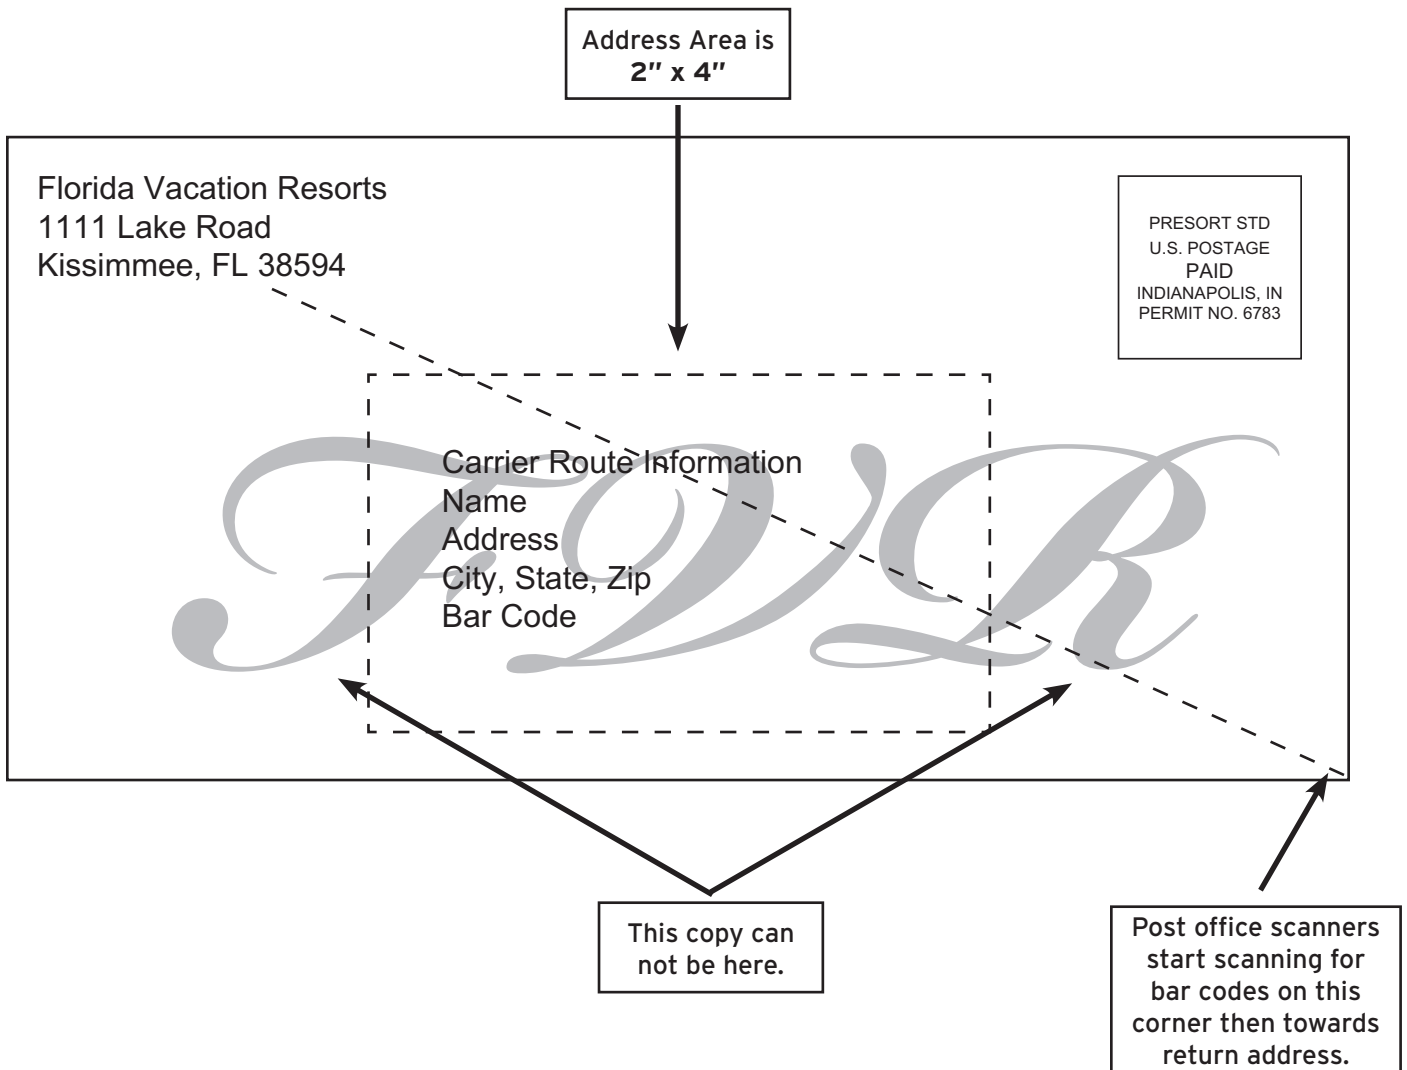 Address Area is
2" x 4"
Florida Vacation Resorts
1111 Lake Road
Kissimmee, FL 38594
PRESORT STD
U.S. POSTAGE
PAID
INDIANAPOLIS, IN
PERMIT NO. 6783
FVR
Carrier Route Information
Name
Address
City, State, Zip
Bar Code
This copy can
not be here.
Post office scanners
start scanning for
bar codes on this
corner then towards
return address.